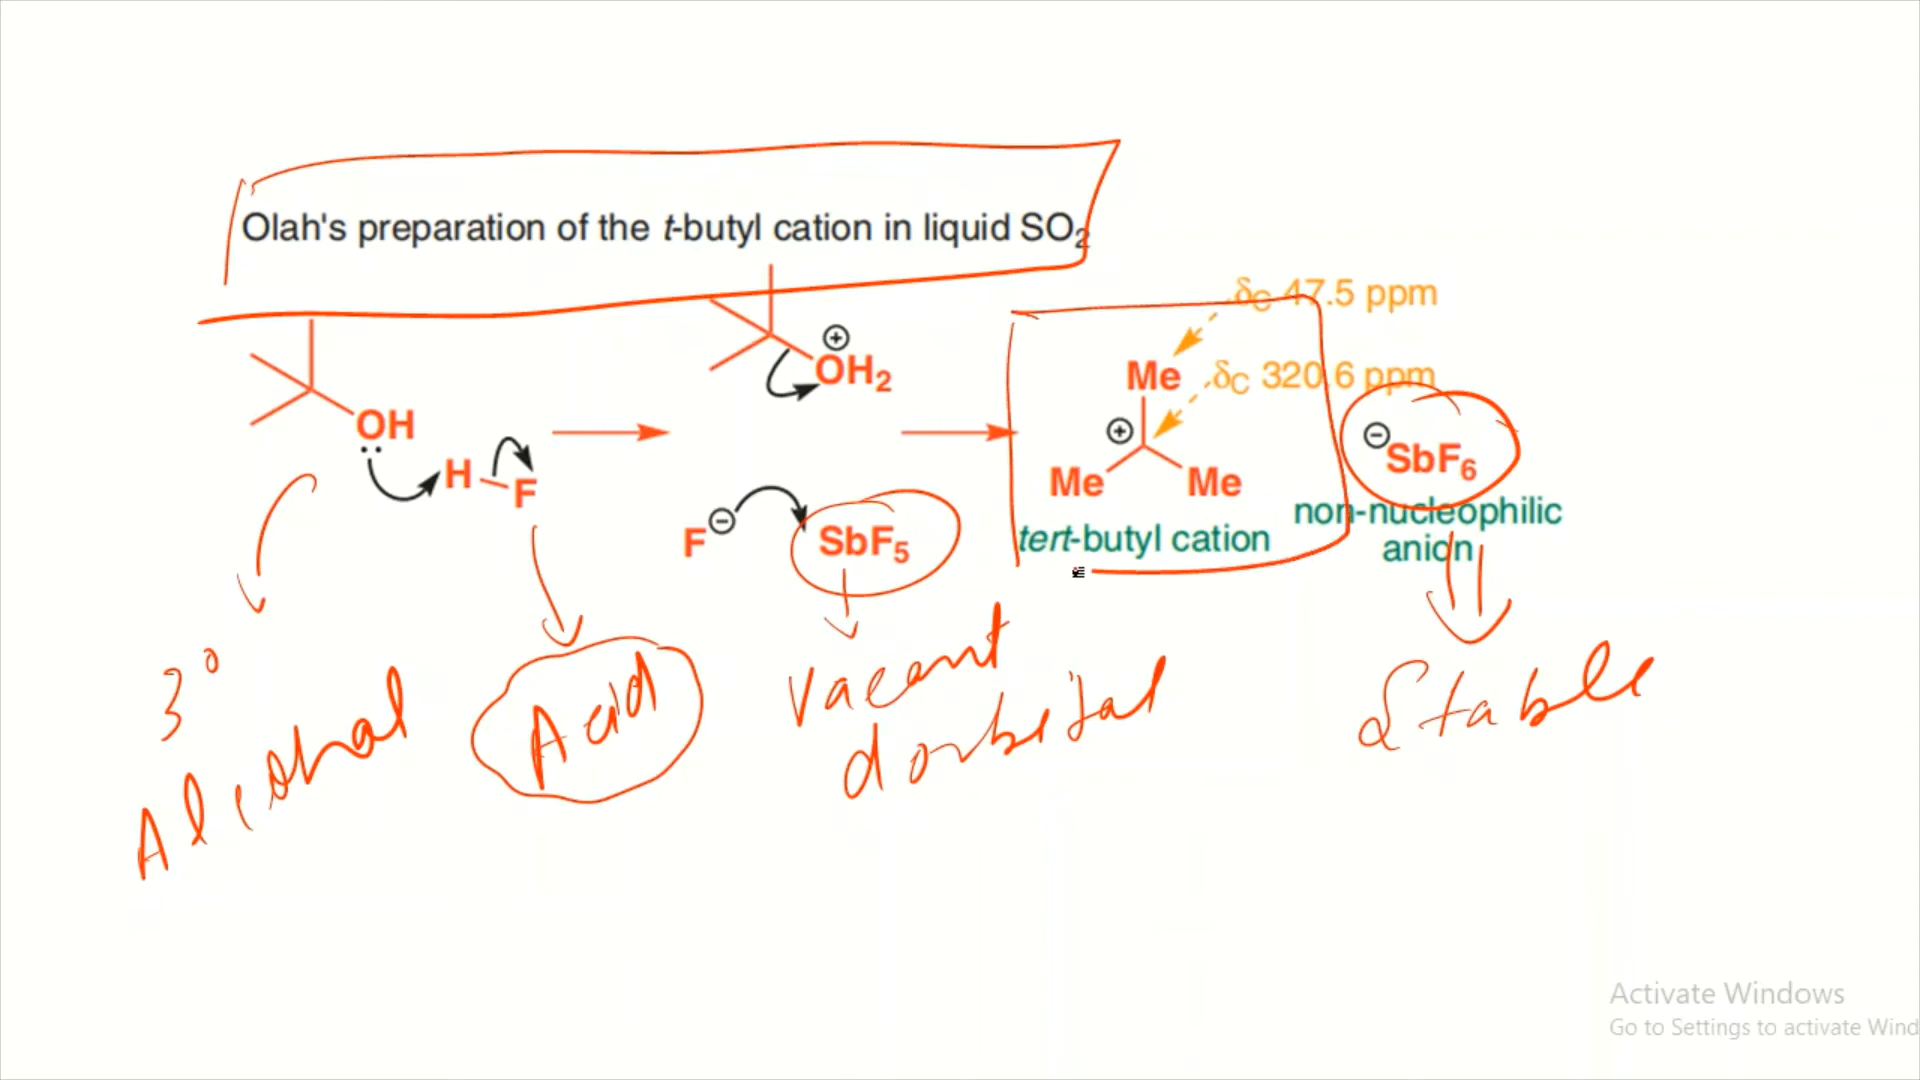 Olah's preparation of the t-butyl cation in liquid SO₂
OH
H
F
⊕
OH₂
F⊖
SbF₅
δC 47.5 ppm
Me
δC 320.6 ppm
⊕
Me
Me
tert-butyl cation
⊖
SbF₆
non-nucleophilic
anion
3°
Alcohal
Acid
Vacant
d orbital
Stable
Activate Windows
Go to Settings to activate Wind